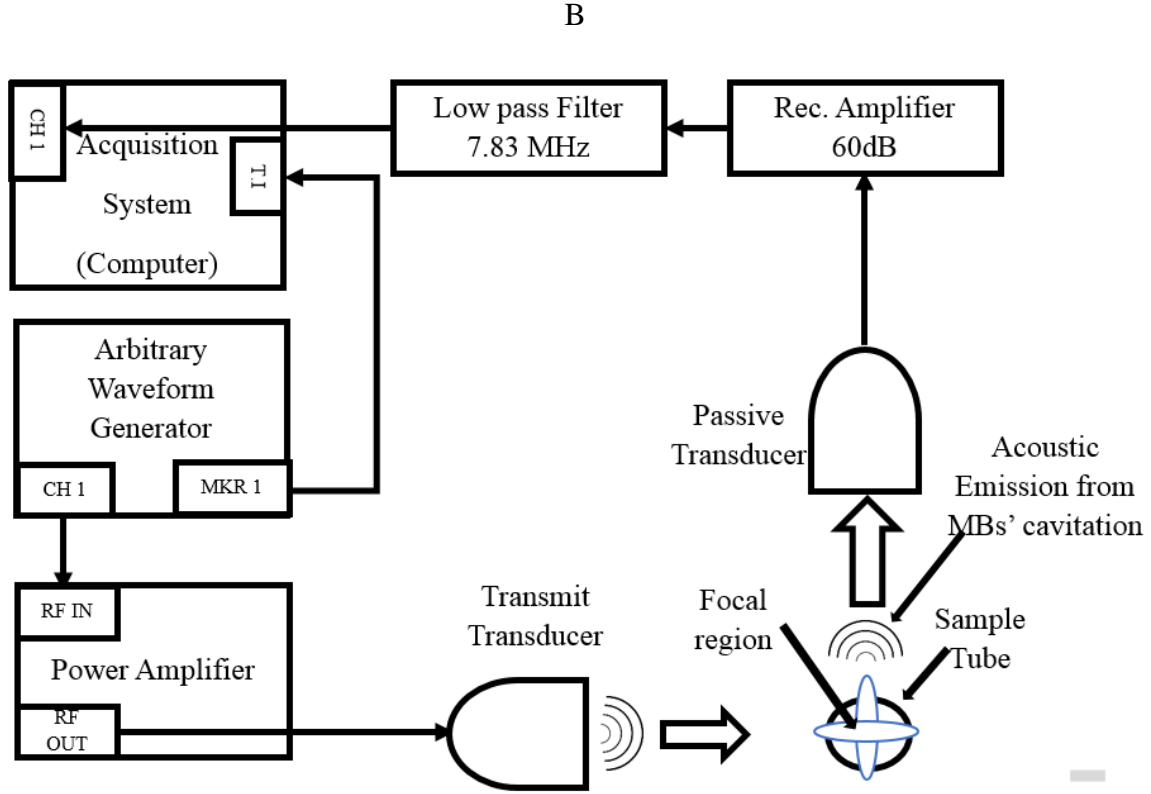 B
CH 1
Acquisition
System
(Computer)
T.I
Low pass Filter
7.83 MHz
Rec. Amplifier
60dB
Arbitrary
Waveform
Generator
CH 1
MKR 1
Passive
Transducer
Acoustic
Emission from
MBs’ cavitation
RF IN
Power Amplifier
RF
OUT
Transmit
Transducer
Focal
region
Sample
Tube